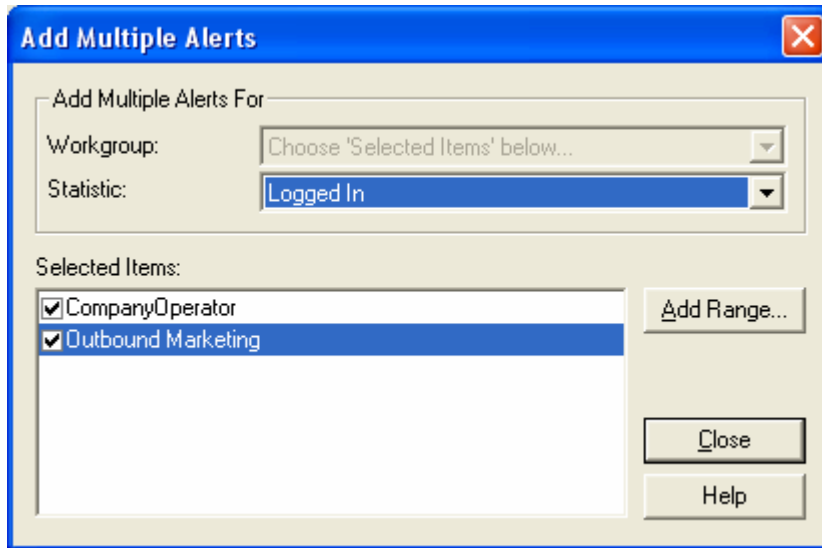 Add Multiple Alerts
Add Multiple Alerts For
Workgroup:
Choose 'Selected Items' below...
Statistic:
Logged In
Selected Items:
CompanyOperator
Outbound Marketing
Add Range...
Close
Help